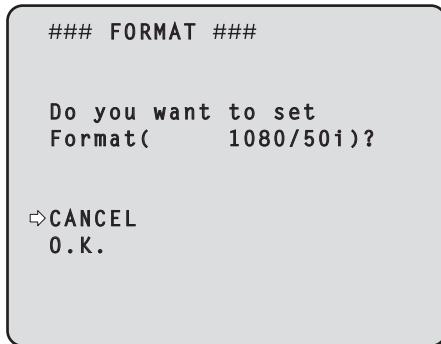 ### FORMAT ###
Do you want to set
Format( 1080/50i)?
⇨CANCEL
O.K.